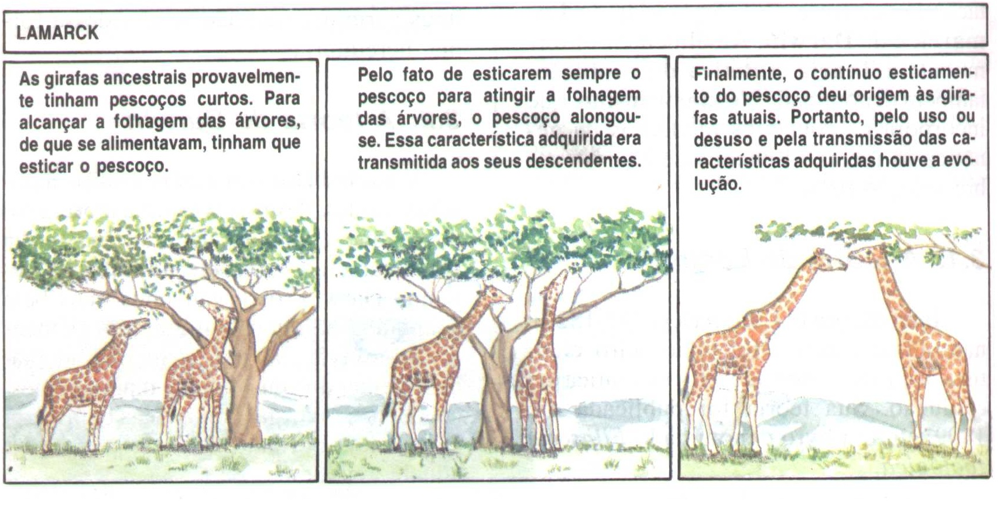 LAMARCK
As girafas ancestrais provavelmen-
te tinham pescoços curtos. Para
alcançar a folhagem das árvores,
de que se alimentavam, tinham que
esticar o pescoço.
Pelo fato de esticarem sempre o
pescoço para atingir a folhagem
das árvores, o pescoço alongou-
se. Essa característica adquirida era
transmitida aos seus descendentes.
Finalmente, o contínuo esticamen-
to do pescoço deu origem às gira-
fas atuais. Portanto, pelo uso ou
desuso e pela transmissão das ca-
racterísticas adquiridas houve a evo-
lução.